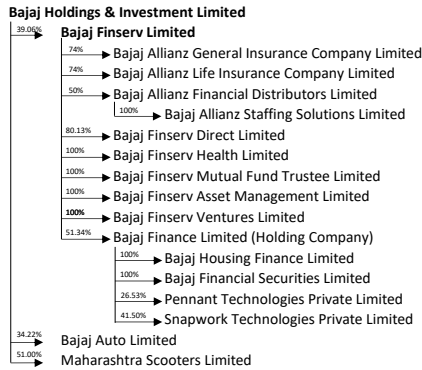 Bajaj Holdings & Investment Limited
39.06% Bajaj Finserv Limited
74% Bajaj Allianz General Insurance Company Limited
74% Bajaj Allianz Life Insurance Company Limited
50% Bajaj Allianz Financial Distributors Limited
100% Bajaj Allianz Staffing Solutions Limited
80.13% Bajaj Finserv Direct Limited
100% Bajaj Finserv Health Limited
100% Bajaj Finserv Mutual Fund Trustee Limited
100% Bajaj Finserv Asset Management Limited
100% Bajaj Finserv Ventures Limited
51.34% Bajaj Finance Limited (Holding Company)
100% Bajaj Housing Finance Limited
100% Bajaj Financial Securities Limited
26.53% Pennant Technologies Private Limited
41.50% Snapwork Technologies Private Limited
34.22% Bajaj Auto Limited
51.00% Maharashtra Scooters Limited